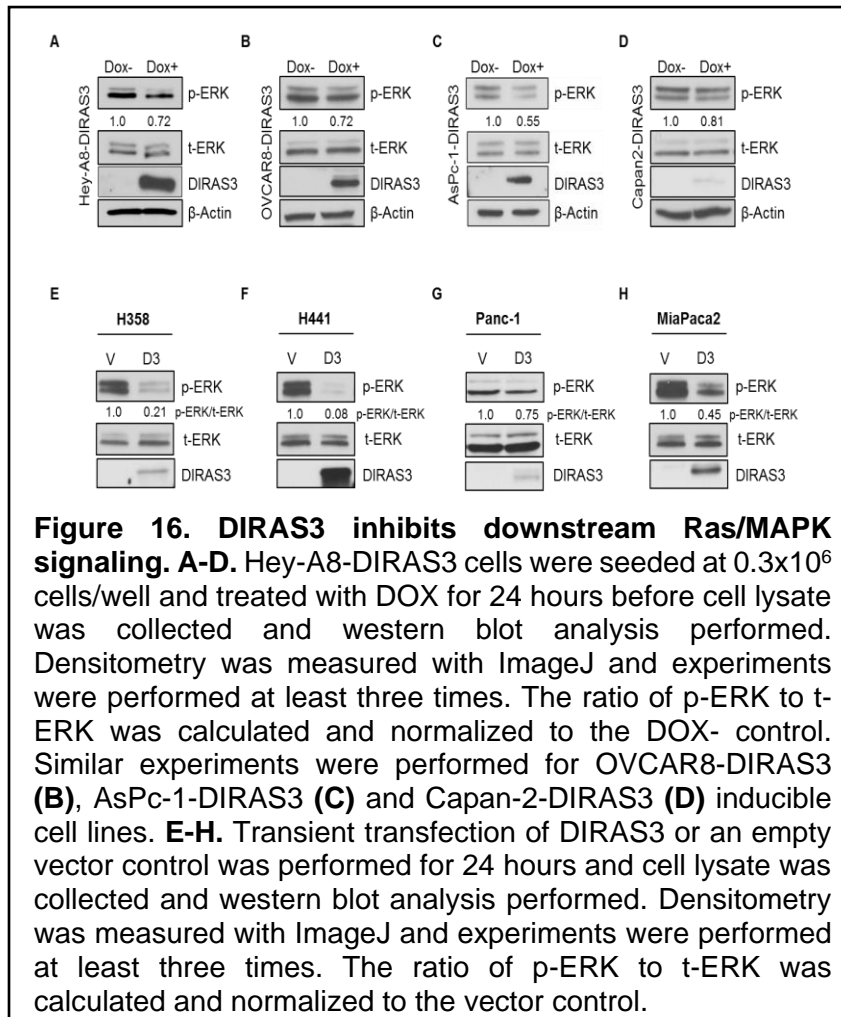 A
B
C
D
Dox- Dox+
Dox- Dox+
Dox- Dox+
Dox- Dox+
Hey-A8-DIRAS3
p-ERK
1.0 0.72
t-ERK
DIRAS3
β-Actin
OVCAR8-DIRAS3
p-ERK
1.0 0.72
t-ERK
DIRAS3
β-Actin
AsPc-1-DIRAS3
p-ERK
1.0 0.55
t-ERK
DIRAS3
β-Actin
Capan2-DIRAS3
p-ERK
1.0 0.81
t-ERK
DIRAS3
β-Actin
E
F
G
H
H358
V D3
p-ERK
1.0 0.21 p-ERK/t-ERK
t-ERK
DIRAS3
H441
V D3
p-ERK
1.0 0.08 p-ERK/t-ERK
t-ERK
DIRAS3
Panc-1
V D3
p-ERK
1.0 0.75 p-ERK/t-ERK
t-ERK
DIRAS3
MiaPaca2
V D3
p-ERK
1.0 0.45 p-ERK/t-ERK
t-ERK
DIRAS3
Figure 16. DIRAS3 inhibits downstream Ras/MAPK
signaling. A-D. Hey-A8-DIRAS3 cells were seeded at 0.3x10⁶
cells/well and treated with DOX for 24 hours before cell lysate
was collected and western blot analysis performed.
Densitometry was measured with ImageJ and experiments
were performed at least three times. The ratio of p-ERK to t-
ERK was calculated and normalized to the DOX- control.
Similar experiments were performed for OVCAR8-DIRAS3
(B), AsPc-1-DIRAS3 (C) and Capan-2-DIRAS3 (D) inducible
cell lines. E-H. Transient transfection of DIRAS3 or an empty
vector control was performed for 24 hours and cell lysate was
collected and western blot analysis performed. Densitometry
was measured with ImageJ and experiments were performed
at least three times. The ratio of p-ERK to t-ERK was
calculated and normalized to the vector control.